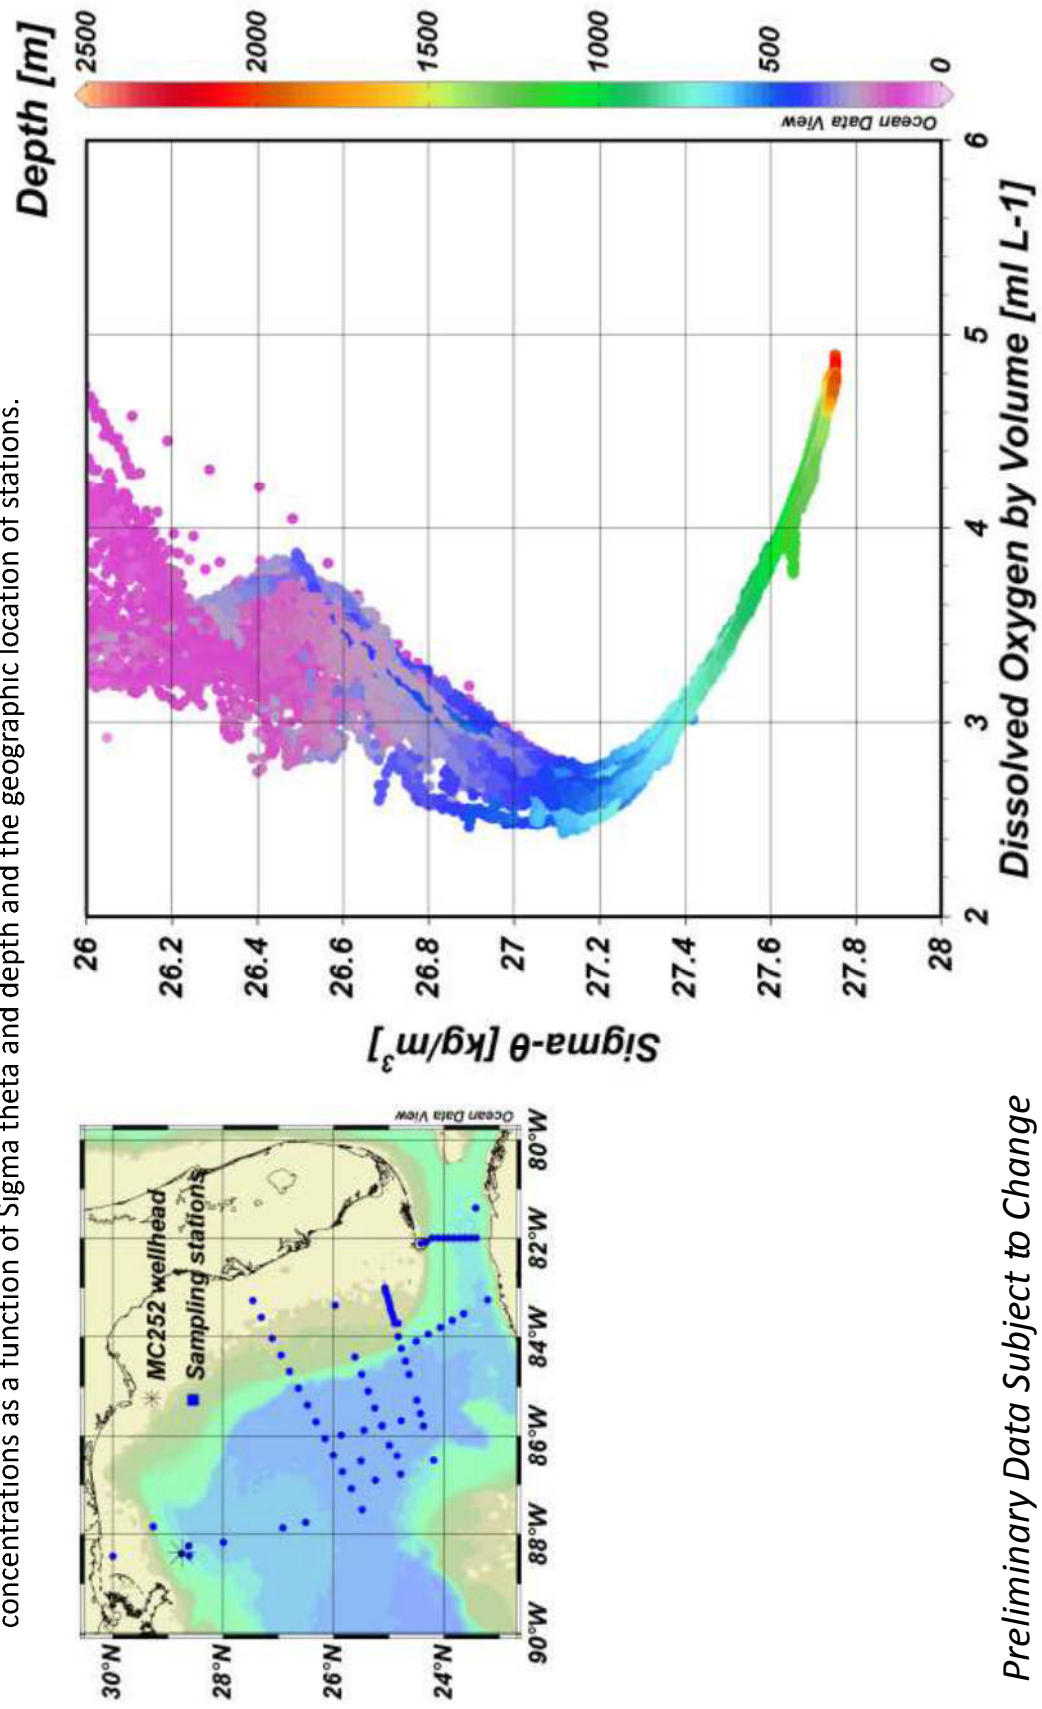 concentrations as a function of Sigma theta and depth and the geographic location of stations.
30°N
28°N
26°N
24°N
90°W
88°W
86°W
84°W
82°W
80°W
MC252 wellhead
Sampling stations
Ocean Data View
Sigma-θ [kg/m³]
26
26.2
26.4
26.6
26.8
27
27.2
27.4
27.6
27.8
28
2
3
4
5
6
Dissolved Oxygen by Volume [ml L-1]
Ocean Data View
Depth [m]
2500
2000
1500
1000
500
0
Preliminary Data Subject to Change